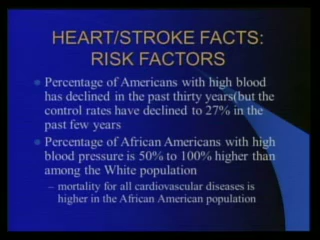 HEART/STROKE FACTS:
RISK FACTORS
Percentage of Americans with high blood
has declined in the past thirty years(but the
control rates have declined to 27% in the
past few years
Percentage of African Americans with high
blood pressure is 50% to 100% higher than
among the White population
– mortality for all cardiovascular diseases is
higher in the African American population